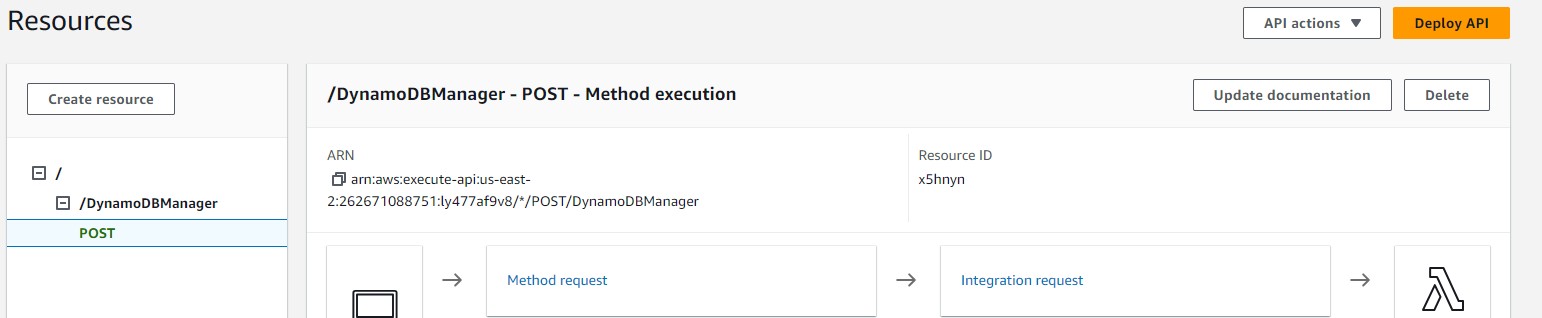 Resources
API actions
Deploy API
Create resource
/
/DynamoDBManager
POST
/DynamoDBManager - POST - Method execution
Update documentation
Delete
ARN
arn:aws:execute-api:us-east-
2:262671088751:ly477af9v8/*/POST/DynamoDBManager
Resource ID
x5hnyn
Method request
Integration request